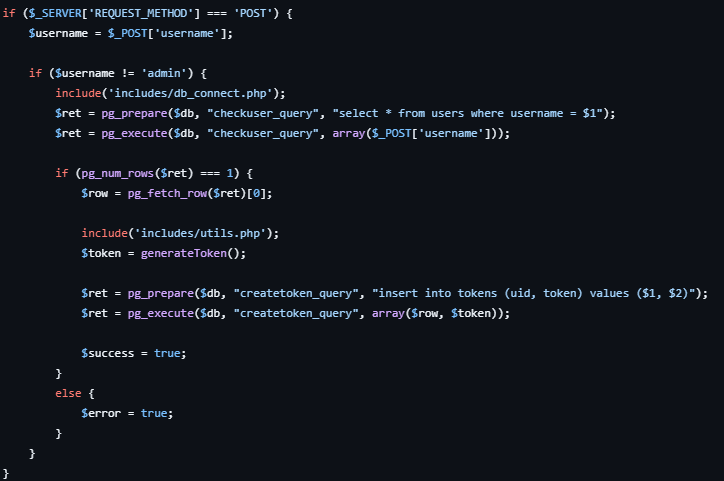 if ($_SERVER['REQUEST_METHOD'] === 'POST') {
$username = $_POST['username'];
if ($username != 'admin') {
include('includes/db_connect.php');
$ret = pg_prepare($db, "checkuser_query", "select * from users where username = $1");
$ret = pg_execute($db, "checkuser_query", array($_POST['username']));
if (pg_num_rows($ret) === 1) {
$row = pg_fetch_row($ret)[0];
include('includes/utils.php');
$token = generateToken();
$ret = pg_prepare($db, "createtoken_query", "insert into tokens (uid, token) values ($1, $2)");
$ret = pg_execute($db, "createtoken_query", array($row, $token));
$success = true;
}
else {
$error = true;
}
}
}